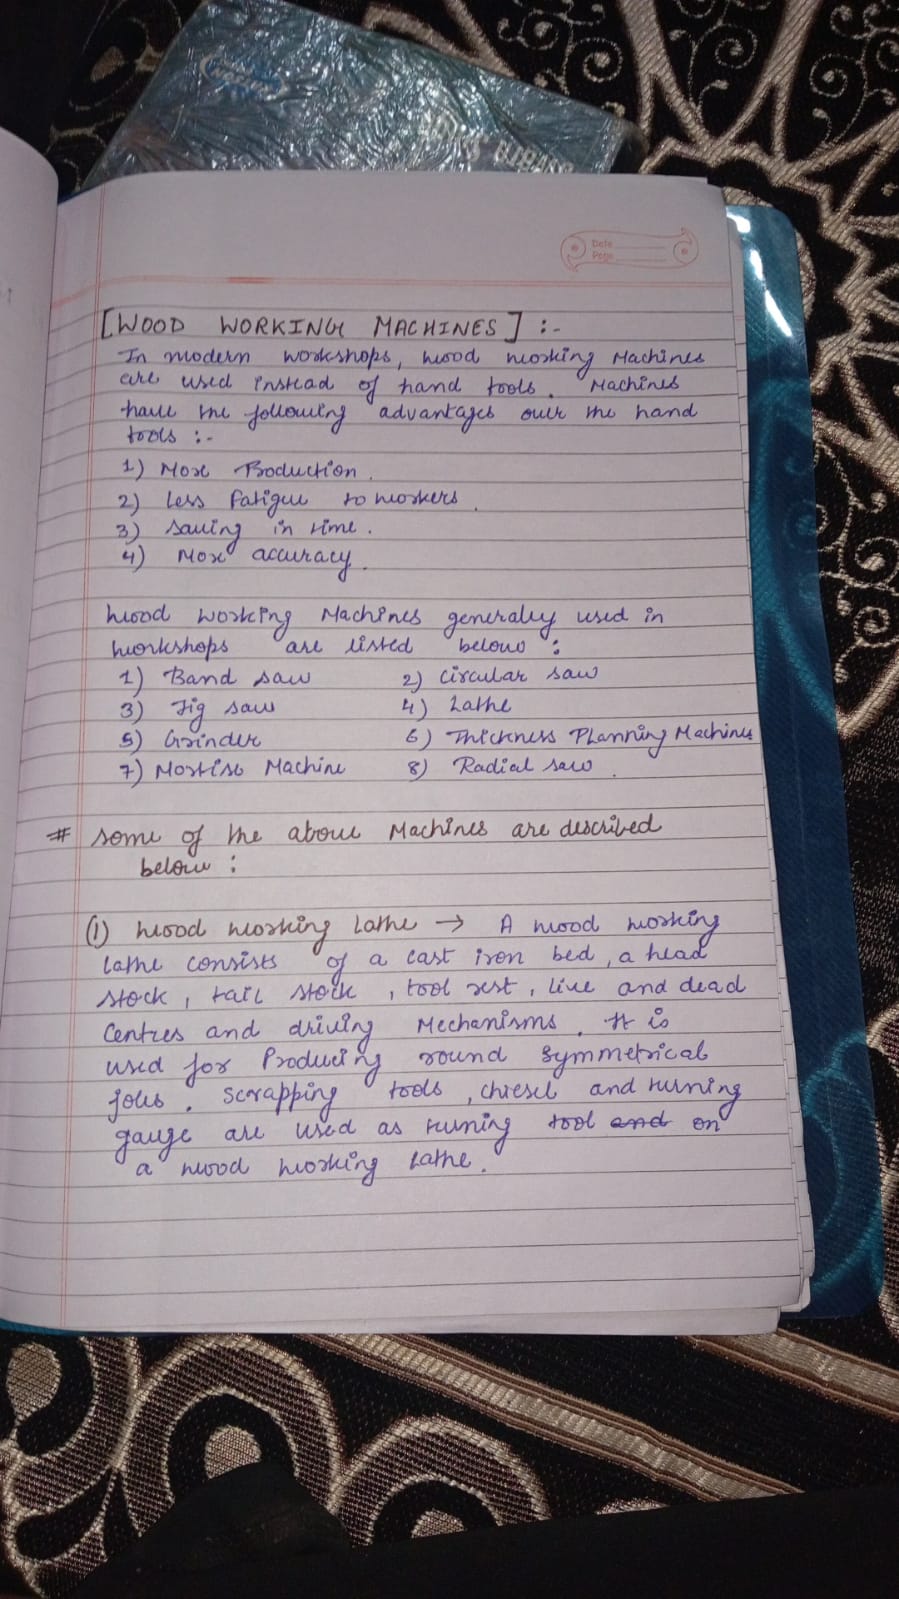 Date
Page
[WOOD WORKING MACHINES] :-
In modern workshops, wood working Machines
are used instead of hand tools. Machines
have the following advantages over the hand
tools :-
1) More Production.
2) Less Fatigue to workers.
3) Saving in time.
4) More accuracy.
Wood working Machines generally used in
workshops are listed below :
1) Band saw 2) Circular saw
3) Jig saw 4) Lathe
5) Grinder 6) Thickness Planning Machines
7) Mortise Machine 8) Radial saw.
# Some of the above Machines are described
below :
(1) Wood working Lathe → A wood working
lathe consists of a cast iron bed, a head
stock, tail stock, tool rest, live and dead
centres and driving Mechanisms. It is
used for Producing round symmetrical
jobs. Scrapping tools, chiesel and turning
gauge are used as turning tool and on
a wood working Lathe.